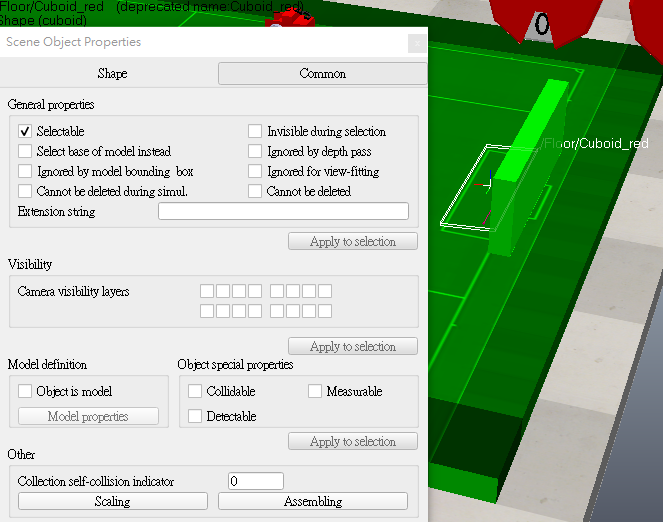 Floor/Cuboid_red (depiecated name:Cuboid_red)
Shape (cuboid)
Scene Object Properties
Shape
Common
General properties
Selectable
Invisible during selection
Select base of model instead
Ignored by depth pass
Ignored by model bounding box
Ignored for view-fitting
Cannot be deleted during simul.
Cannot be deleted
Extension string
Apply to selection
Visibility
Camera visibility layers
Apply to selection
Model definition
Object special properties
Object is model
Collidable
Measurable
Model properties
Detectable
Apply to selection
Other
Collection self-collision indicator
0
Scaling
Assembling
0
/Floor/Cuboid_red